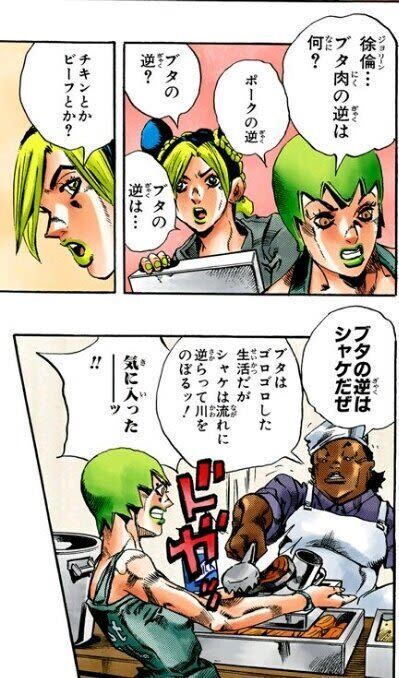 徐倫…
ブタ肉の逆は
何?
ポークの逆
ブタの
逆?
ブタの
逆は…
チキンとか
ビーフとか?
ブタの逆は
シャケだぜ
ブタは
ゴロゴロした
生活だが
シャケは流れに
逆らって川を
のぼるッ!
気に入った
――ッ
!!
ドガッ